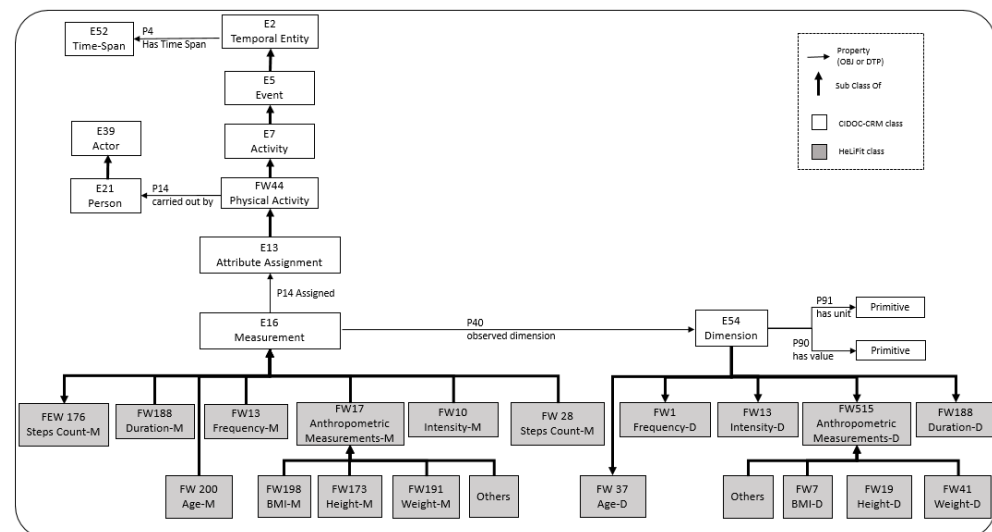 E2
Temporal Entity
E52
Time-Span
P4
Has Time Span
Property
(OBJ or DTP)
Sub Class Of
CIDOC-CRM class
HeLiFit class
E5
Event
E39
Actor
E7
Activity
E21
Person
P14
carried out by
FW44
Physical Activity
E13
Attribute Assignment
P14 Assigned
E16
Measurement
P40
observed dimension
E54
Dimension
P91
has unit
Primitive
P90
has value
Primitive
FEW 176
Steps Count-M
FW188
Duration-M
FW13
Frequency-M
FW17
Anthropometric
Measurements-M
FW10
Intensity-M
FW 28
Steps Count-M
FW1
Frequency-D
FW13
Intensity-D
FW515
Anthropometric
Measurements-D
FW188
Duration-D
FW 200
Age-M
FW198
BMI-M
FW173
Height-M
FW191
Weight-M
Others
FW 37
Age-D
Others
FW7
BMI-D
FW19
Height-D
FW41
Weight-D